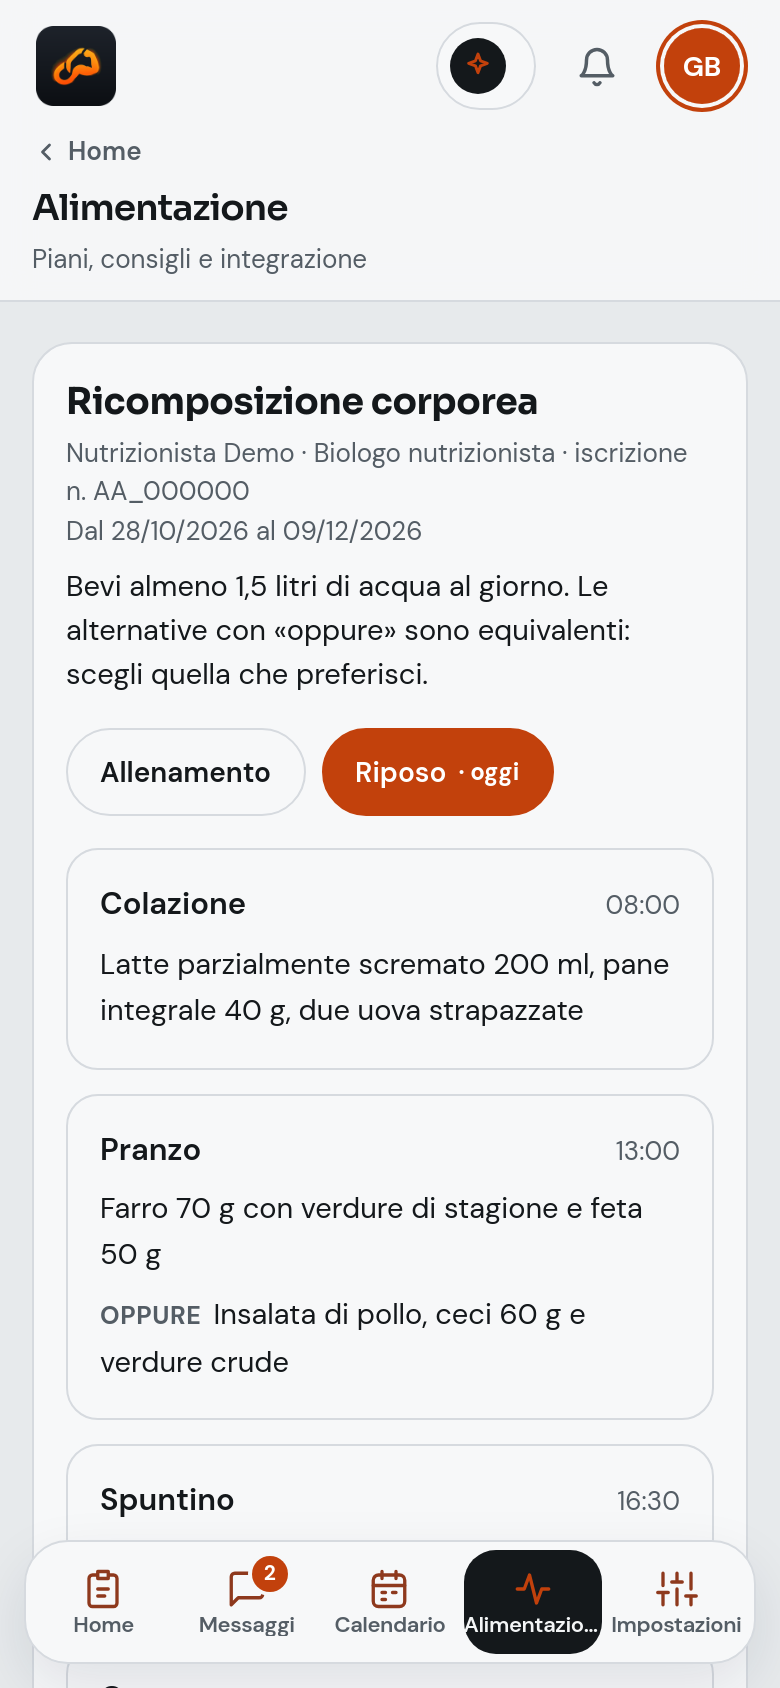 GB
Home
Alimentazione
Piani, consigli e integrazione
Ricomposizione corporea
Nutrizionista Demo · Biologo nutrizionista · iscrizione
n. AA_000000
Dal 28/10/2026 al 09/12/2026
Bevi almeno 1,5 litri di acqua al giorno. Le
alternative con «oppure» sono equivalenti:
scegli quella che preferisci.
Allenamento
Riposo · oggi
Colazione 08:00
Latte parzialmente scremato 200 ml, pane
integrale 40 g, due uova strapazzate
Pranzo 13:00
Farro 70 g con verdure di stagione e feta
50 g
OPPURE Insalata di pollo, ceci 60 g e
verdure crude
Spuntino 16:30
2
Home Messaggi Calendario Alimentazio... Impostazioni